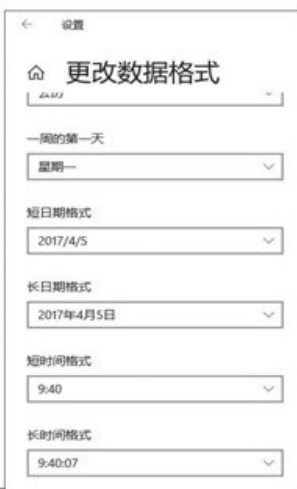 设置
更改数据格式
一周的第一天
星期一
短日期格式
2017/4/5
长日期格式
2017年4月5日
短时间格式
9:40
长时间格式
9:40:07